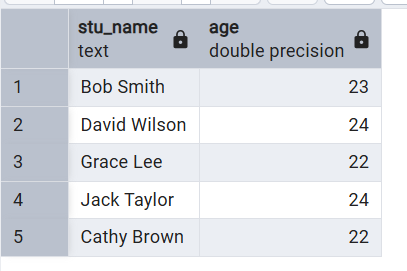 stu_name age
text double precision
1 Bob Smith 23
2 David Wilson 24
3 Grace Lee 22
4 Jack Taylor 24
5 Cathy Brown 22